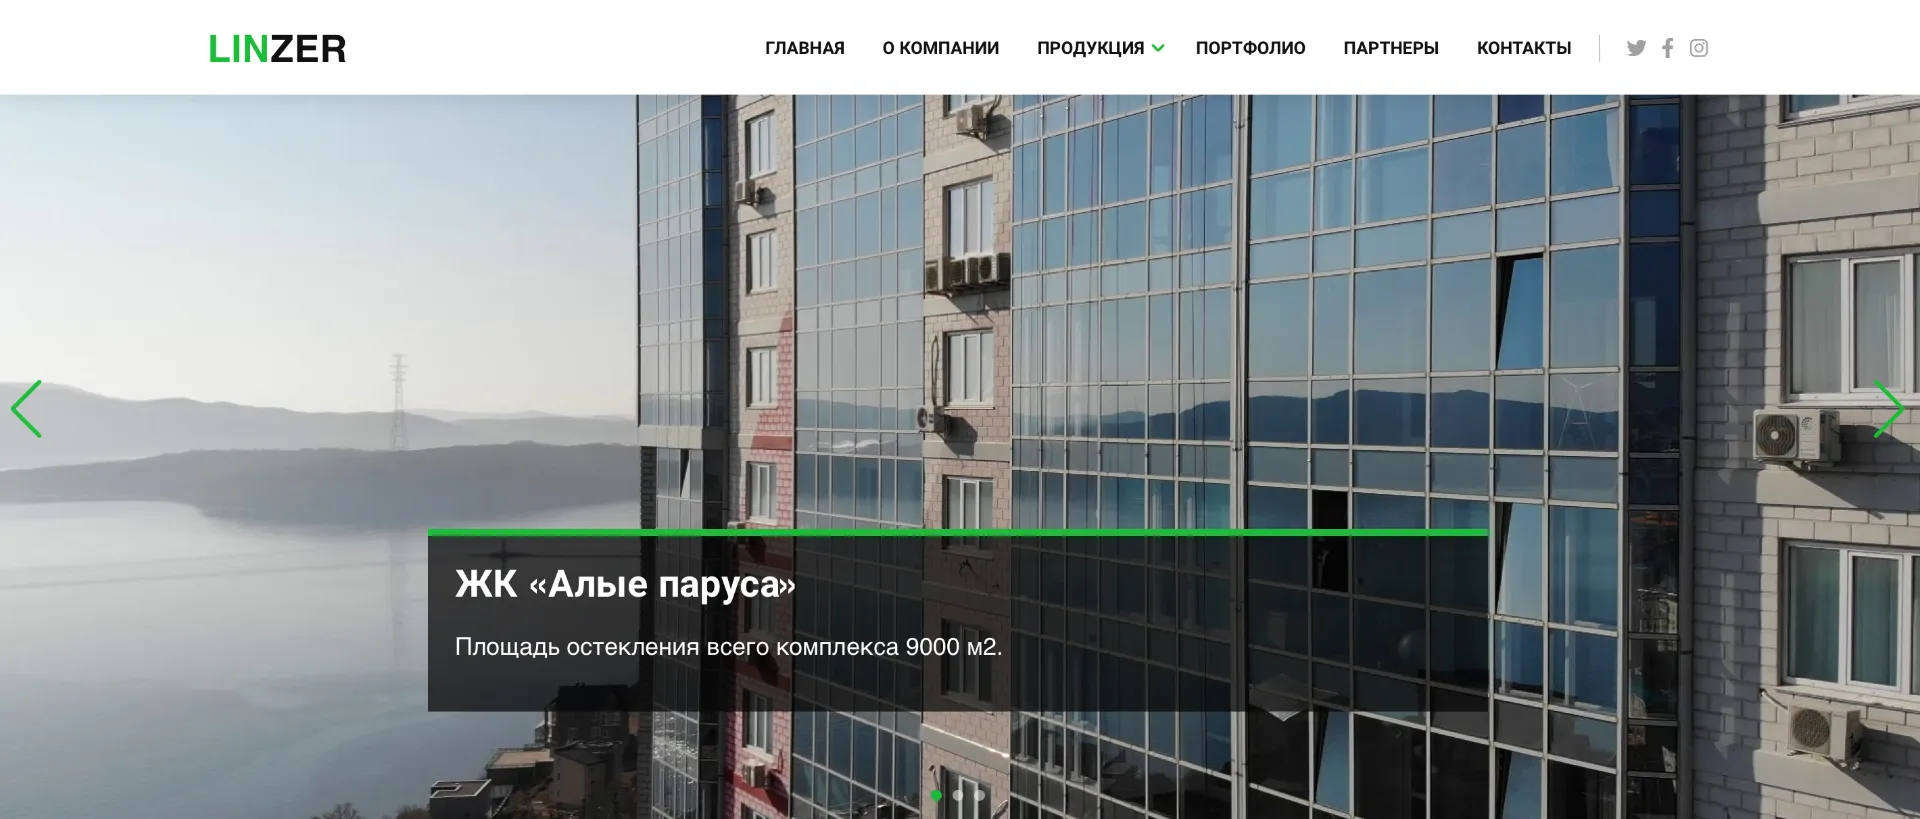 LINZER
ГЛАВНАЯ О КОМПАНИИ ПРОДУКЦИЯ ПОРТФОЛИО ПАРТНЕРЫ КОНТАКТЫ
ЖК «Алые паруса»
Площадь остекления всего комплекса 9000 м2.